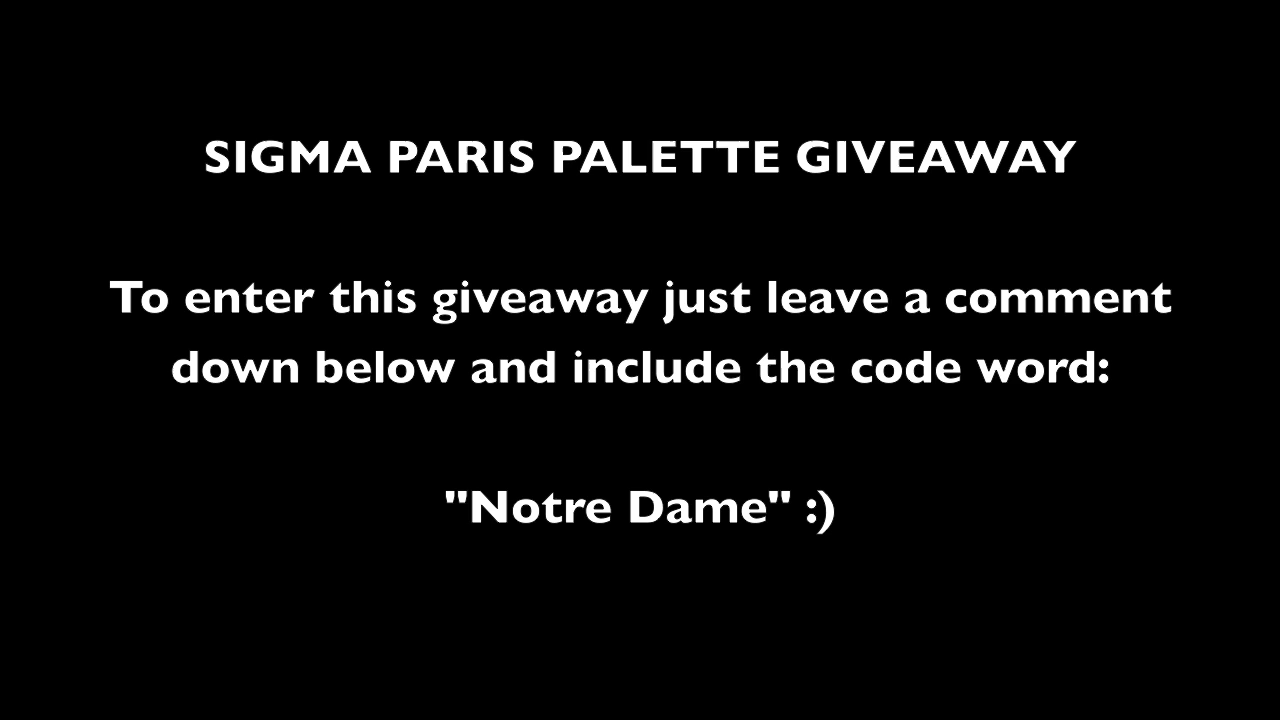 SIGMA PARIS PALETTE GIVEAWAY
To enter this giveaway just leave a comment
down below and include the code word:
"Notre Dame" :)